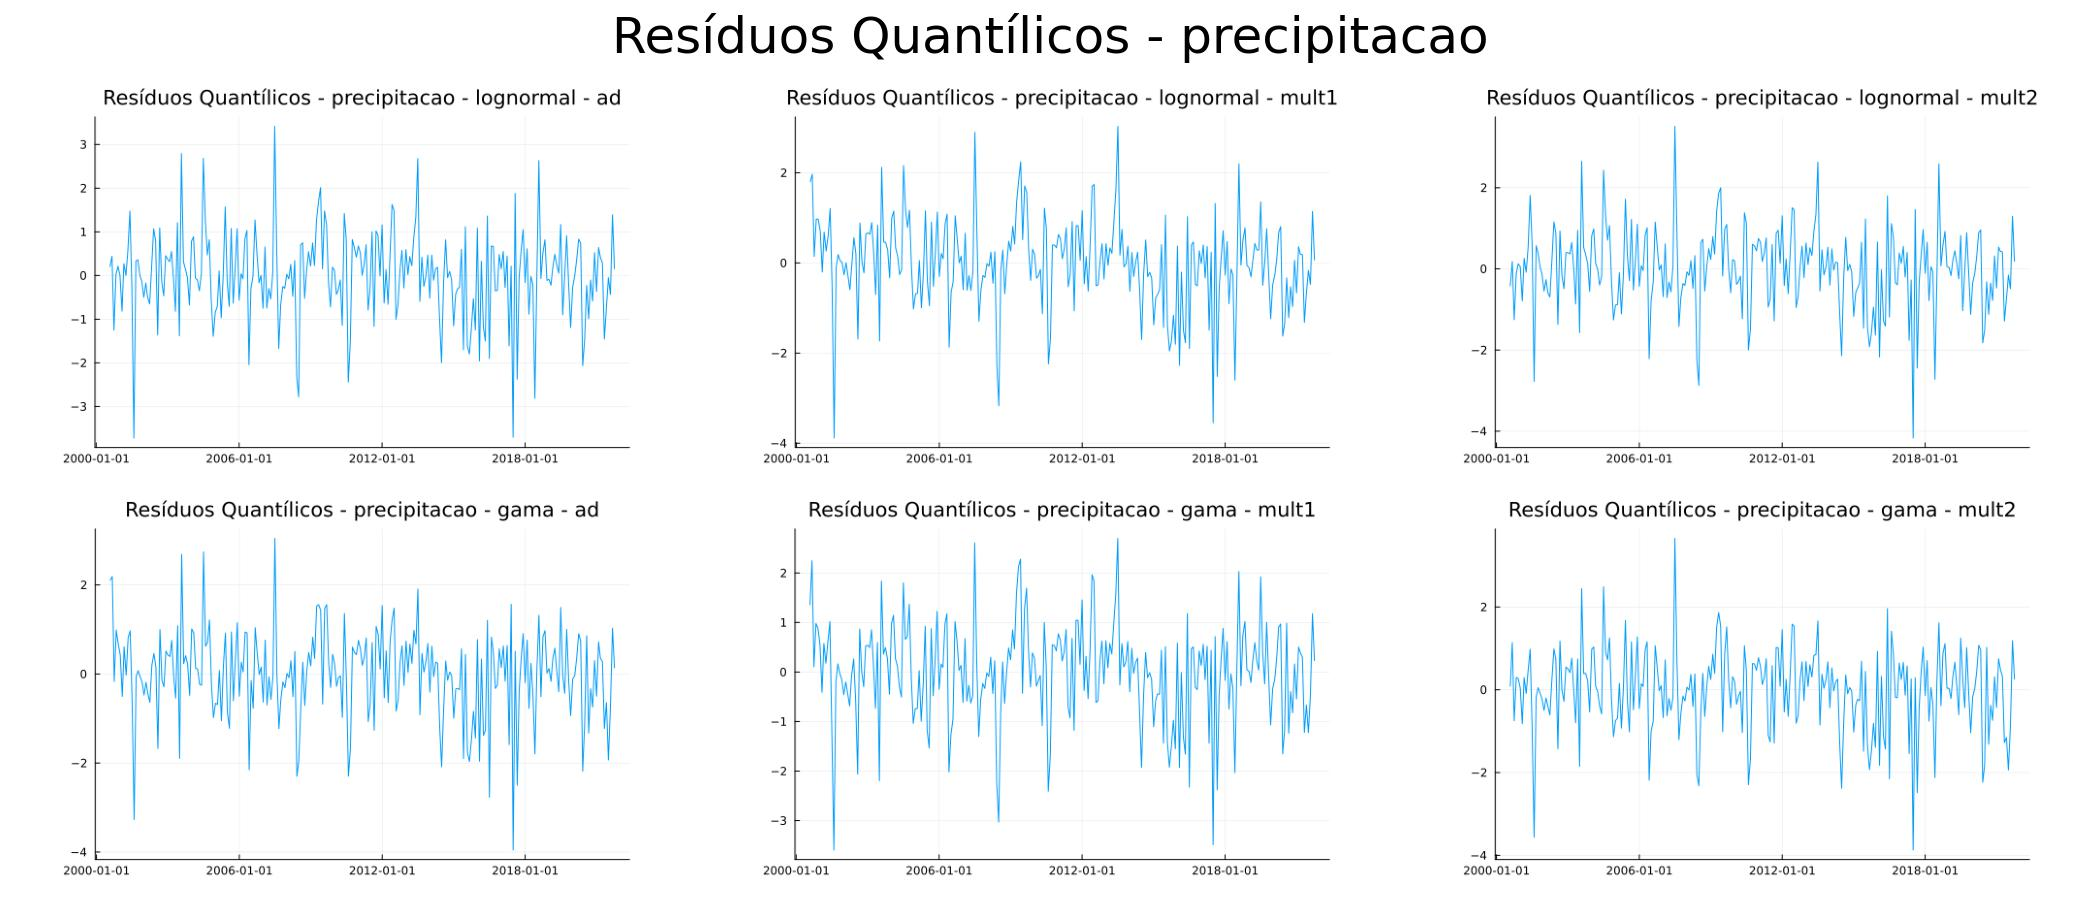 Resíduos Quantílicos - precipitacao
Resíduos Quantílicos - precipitacao - lognormal - ad
3
2
1
0
−1
−2
−3
2000-01-01 2006-01-01 2012-01-01 2018-01-01
Resíduos Quantílicos - precipitacao - lognormal - mult1
2
0
−2
−4
2000-01-01 2006-01-01 2012-01-01 2018-01-01
Resíduos Quantílicos - precipitacao - lognormal - mult2
2
0
−2
−4
2000-01-01 2006-01-01 2012-01-01 2018-01-01
Resíduos Quantílicos - precipitacao - gama - ad
2
0
−2
−4
2000-01-01 2006-01-01 2012-01-01 2018-01-01
Resíduos Quantílicos - precipitacao - gama - mult1
2
1
0
−1
−2
−3
2000-01-01 2006-01-01 2012-01-01 2018-01-01
Resíduos Quantílicos - precipitacao - gama - mult2
2
0
−2
−4
2000-01-01 2006-01-01 2012-01-01 2018-01-01